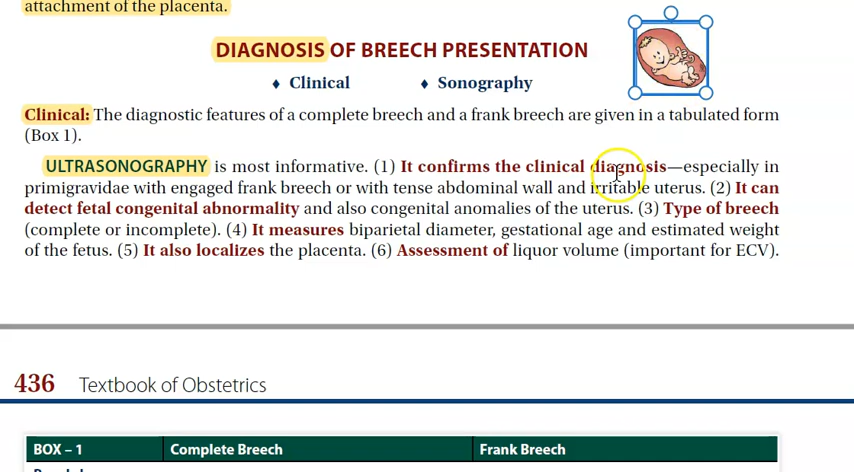 attachment of the placenta.
DIAGNOSIS OF BREECH PRESENTATION
♦ Clinical ♦ Sonography
Clinical: The diagnostic features of a complete breech and a frank breech are given in a tabulated form
(Box 1).
ULTRASONOGRAPHY is most informative. (1) It confirms the clinical diagnosis—especially in
primigravidae with engaged frank breech or with tense abdominal wall and irritable uterus. (2) It can
detect fetal congenital abnormality and also congenital anomalies of the uterus. (3) Type of breech
(complete or incomplete). (4) It measures biparietal diameter, gestational age and estimated weight
of the fetus. (5) It also localizes the placenta. (6) Assessment of liquor volume (important for ECV).
436 Textbook of Obstetrics
BOX – 1 Complete Breech Frank Breech